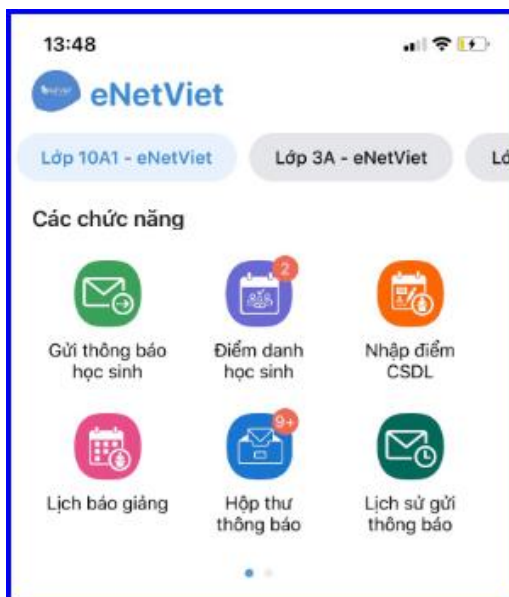 13:48
eNetViet
Lớp 10A1 - eNetViet
Lớp 3A - eNetViet
Lớ
Các chức năng
2
Gửi thông báo
học sinh
Điểm danh
học sinh
Nhập điểm
CSDL
9+
Lịch báo giảng
Hộp thư
thông báo
Lịch sử gửi
thông báo